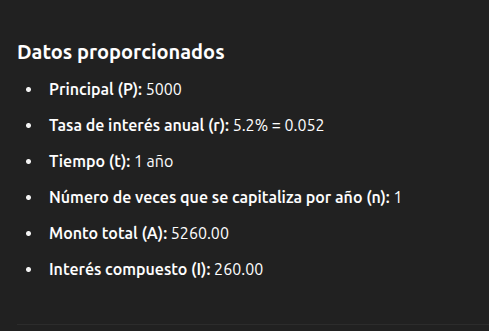 Datos proporcionados
• Principal (P): 5000
• Tasa de interés anual (r): 5.2% = 0.052
• Tiempo (t): 1 año
• Número de veces que se capitaliza por año (n): 1
• Monto total (A): 5260.00
• Interés compuesto (I): 260.00